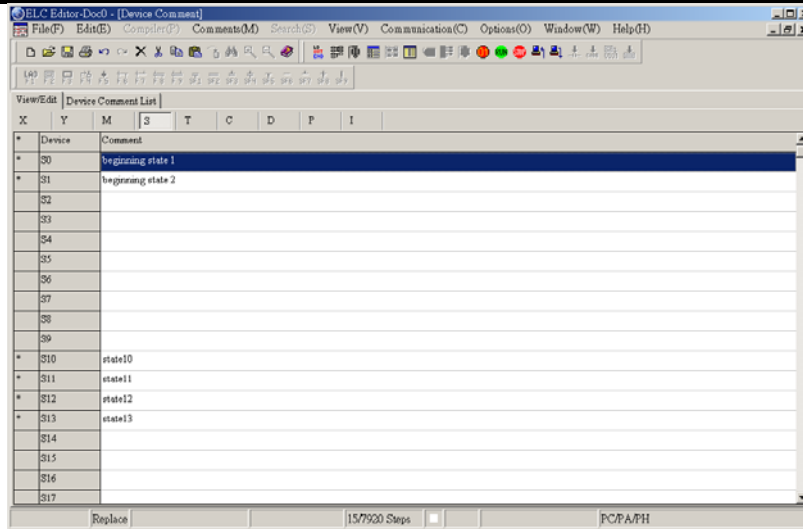 ELC Editor-Doc0 - [Device Comment]
File(F) Edit(E) Compiler(P) Comments(M) Search(S) View(V) Communication(C) Options(O) Window(W) Help(H)
View/Edit Device Comment List
X Y M S T C D P I
* Device Comment
* S0 beginning state 1
* S1 beginning state 2
S2
S3
S4
S5
S6
S7
S8
S9
* S10 state10
* S11 state11
* S12 state12
* S13 state13
S14
S15
S16
S17
Replace 15/7920 Steps PC/PA/PH